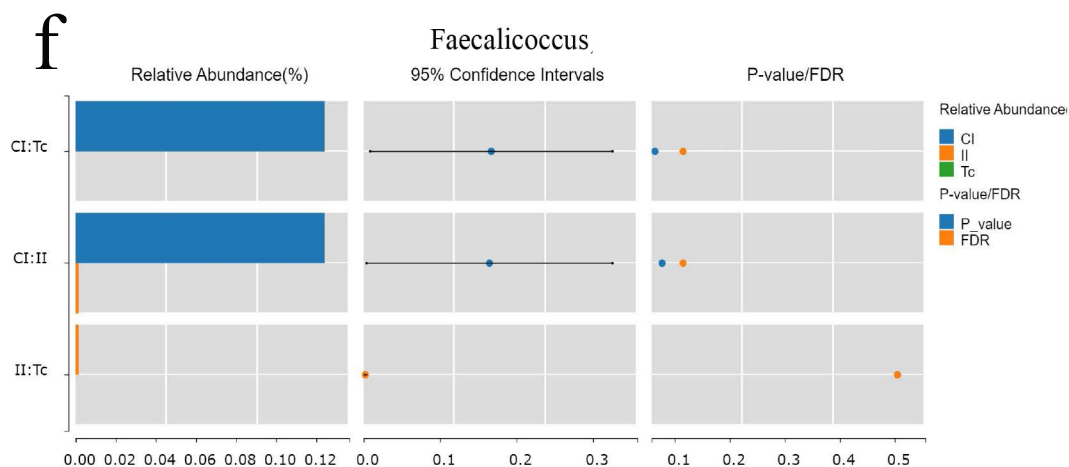 f
Faecalicoccus
Relative Abundance(%) 95% Confidence Intervals P-value/FDR
CI:Tc
CI:II
II:Tc
Relative Abundance
CI
II
Tc
P-value/FDR
P_value
FDR
0.00 0.02 0.04 0.06 0.08 0.10 0.12 0.0 0.1 0.2 0.3 0.1 0.2 0.3 0.4 0.5